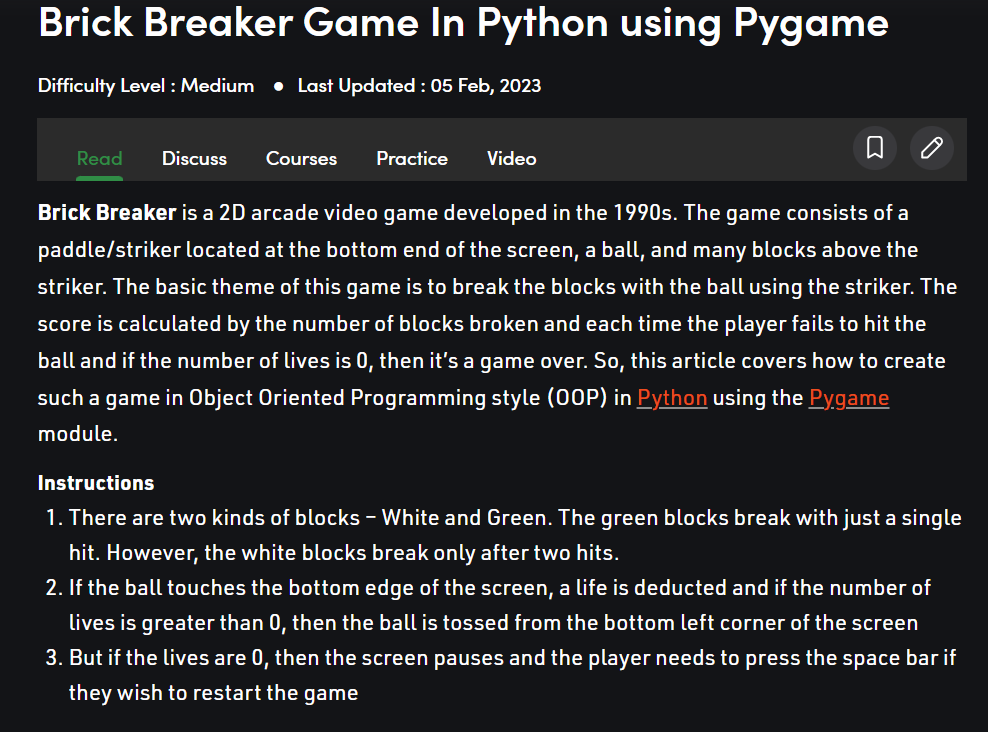 Brick Breaker Game In Python using Pygame
Difficulty Level : Medium ● Last Updated : 05 Feb, 2023
Read Discuss Courses Practice Video
Brick Breaker is a 2D arcade video game developed in the 1990s. The game consists of a
paddle/striker located at the bottom end of the screen, a ball, and many blocks above the
striker. The basic theme of this game is to break the blocks with the ball using the striker. The
score is calculated by the number of blocks broken and each time the player fails to hit the
ball and if the number of lives is 0, then it's a game over. So, this article covers how to create
such a game in Object Oriented Programming style (OOP) in Python using the Pygame
module.
Instructions
1. There are two kinds of blocks – White and Green. The green blocks break with just a single
hit. However, the white blocks break only after two hits.
2. If the ball touches the bottom edge of the screen, a life is deducted and if the number of
lives is greater than 0, then the ball is tossed from the bottom left corner of the screen
3. But if the lives are 0, then the screen pauses and the player needs to press the space bar if
they wish to restart the game